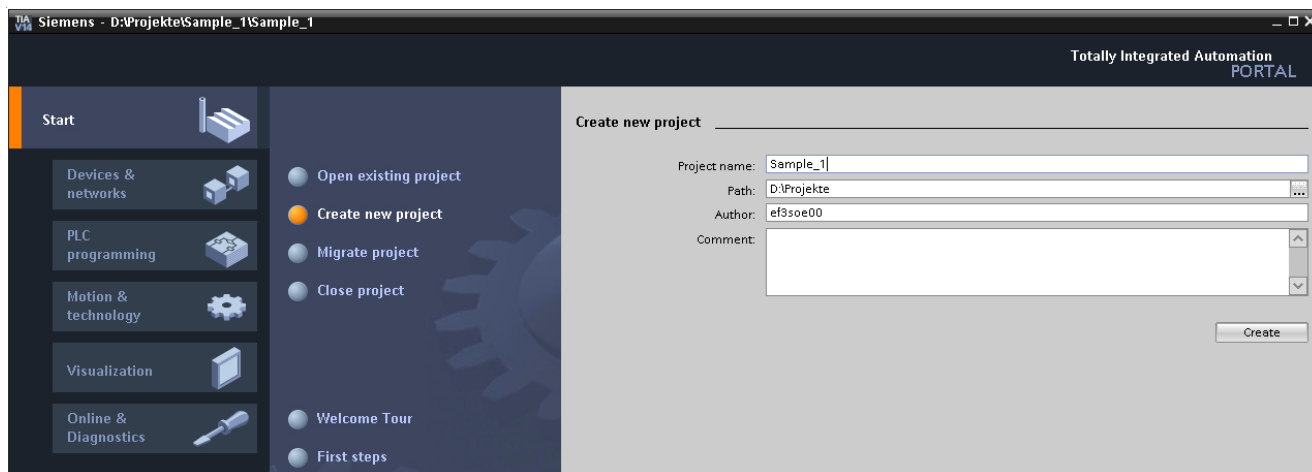 TIA V14 Siemens - D:\Projekte\Sample_1\Sample_1
Totally Integrated Automation
PORTAL
Start
Devices &
networks
PLC
programming
Motion &
technology
Visualization
Online &
Diagnostics
Open existing project
Create new project
Migrate project
Close project
Welcome Tour
First steps
Create new project
Project name: Sample_1
Path: D:\Projekte ...
Author: ef3soe00
Comment:
Create